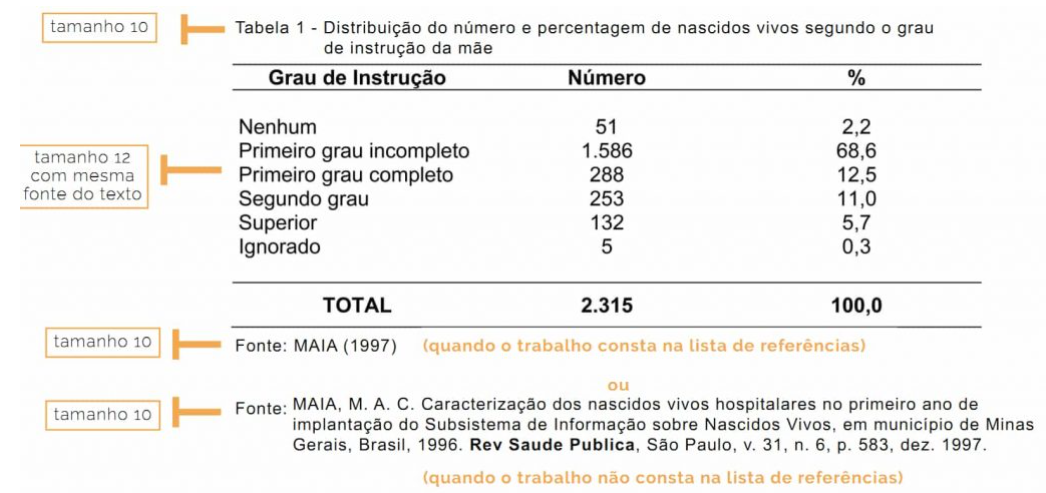 tamanho 10
Tabela 1 - Distribuição do número e percentagem de nascidos vivos segundo o grau
de instrução da mãe
Grau de Instrução Número %
Nenhum 51 2,2
Primeiro grau incompleto 1.586 68,6
tamanho 12
com mesma
fonte do texto
Primeiro grau completo 288 12,5
Segundo grau 253 11,0
Superior 132 5,7
Ignorado 5 0,3
TOTAL 2.315 100,0
tamanho 10
Fonte: MAIA (1997) (quando o trabalho consta na lista de referências)
ou
tamanho 10
Fonte: MAIA, M. A. C. Caracterização dos nascidos vivos hospitalares no primeiro ano de
implantação do Subsistema de Informação sobre Nascidos Vivos, em município de Minas
Gerais, Brasil, 1996. Rev Saude Publica, São Paulo, v. 31, n. 6, p. 583, dez. 1997.
(quando o trabalho não consta na lista de referências)